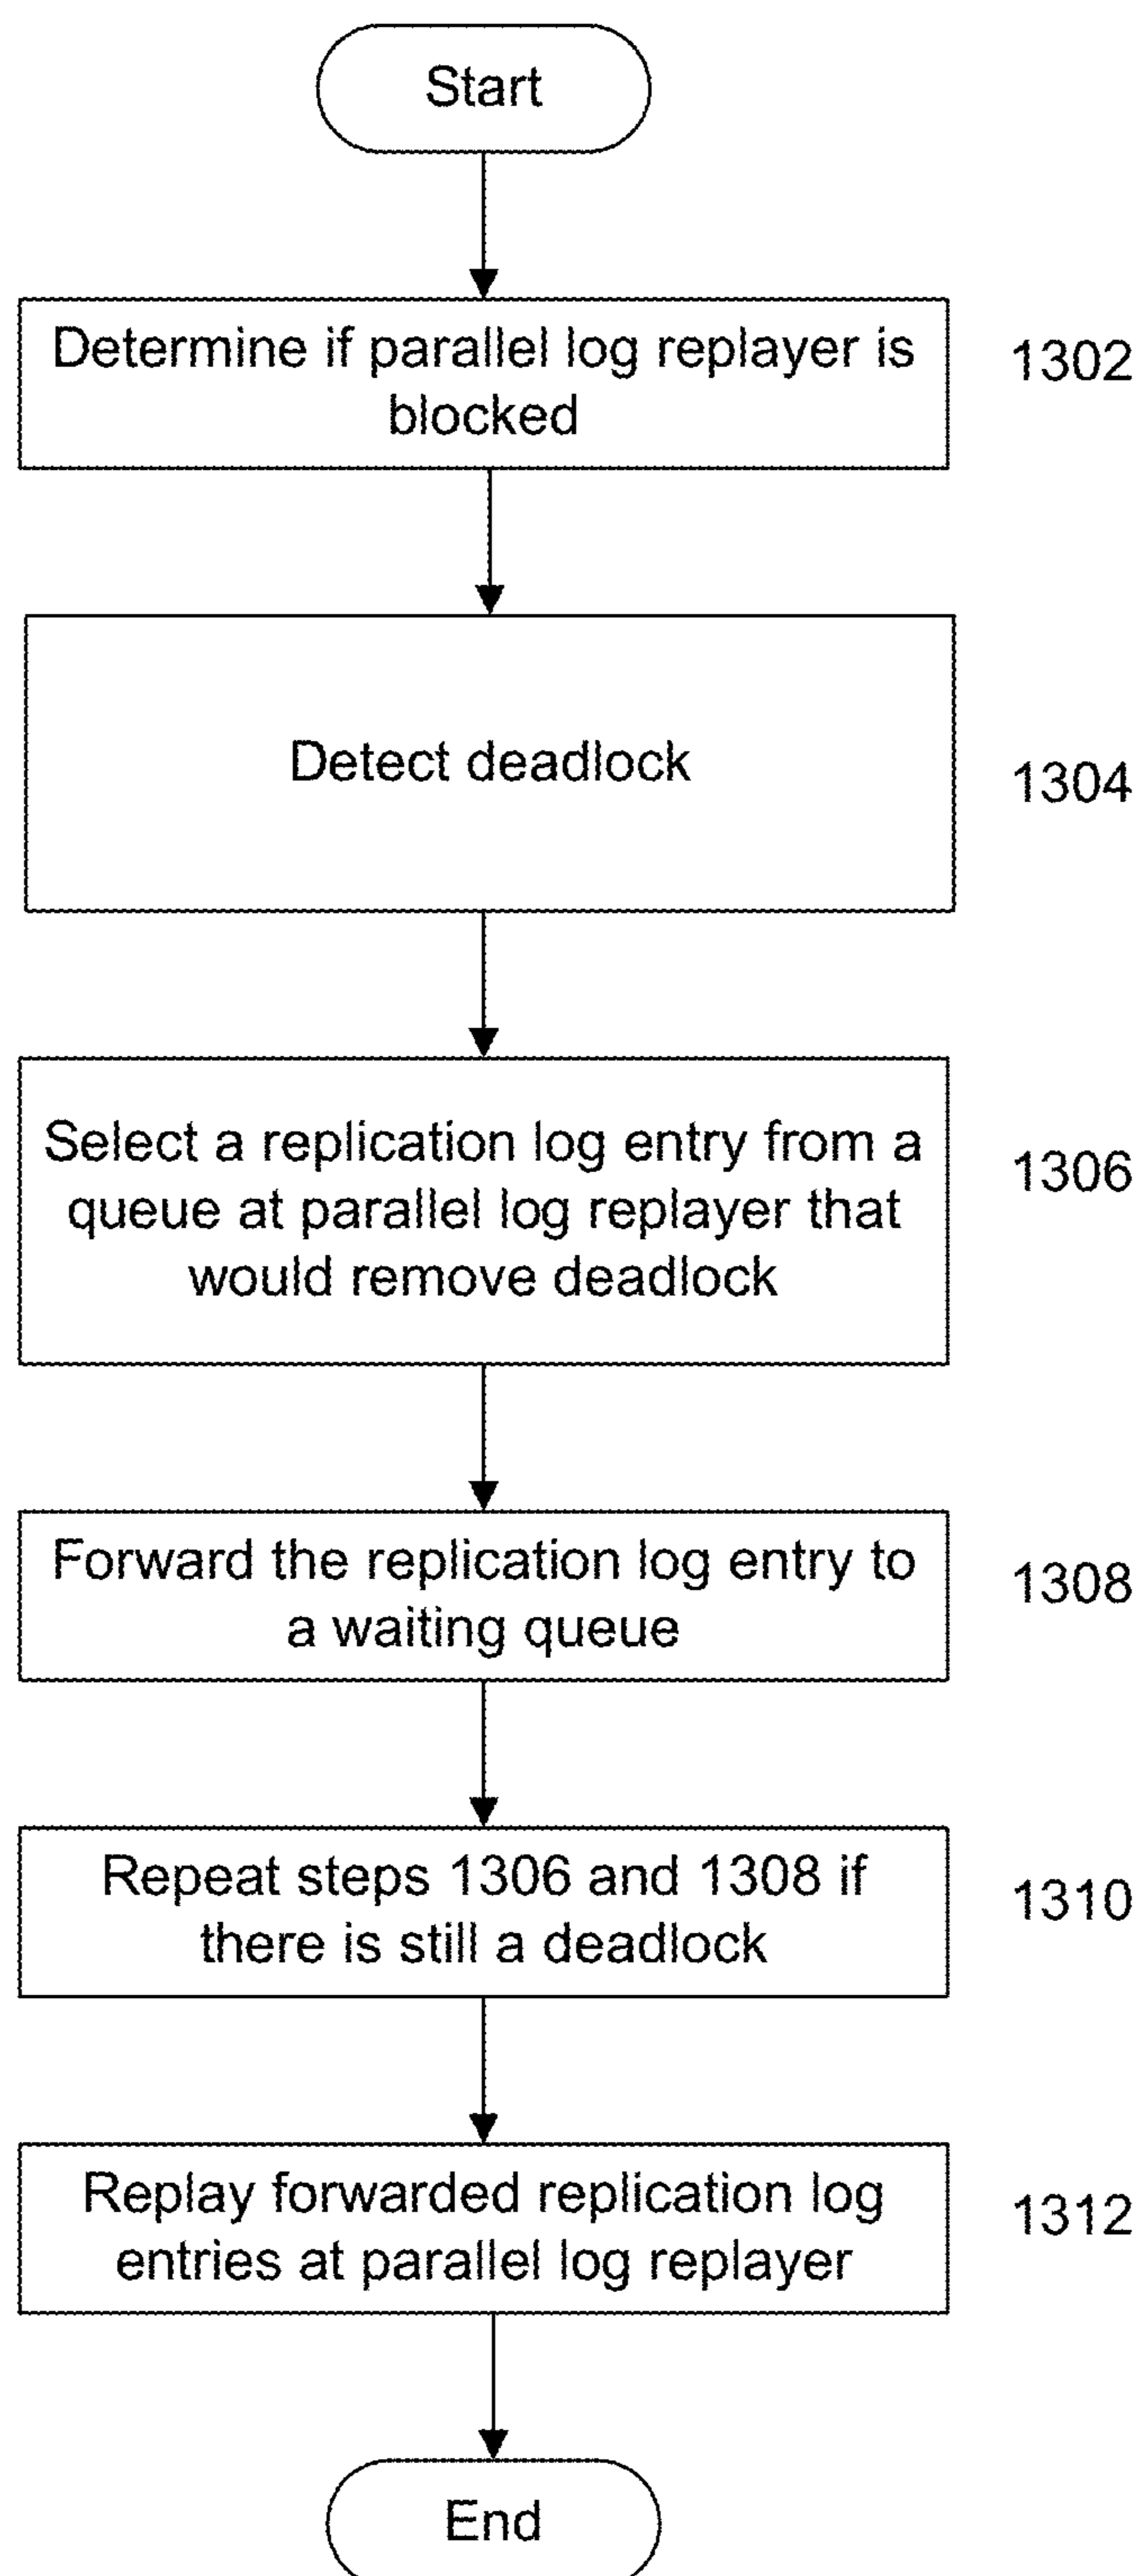 Start
Determine if parallel log replayer is
blocked
1302
Detect deadlock
1304
Select a replication log entry from a
queue at parallel log replayer that
would remove deadlock
1306
Forward the replication log entry to
a waiting queue
1308
Repeat steps 1306 and 1308 if
there is still a deadlock
1310
Replay forwarded replication log
entries at parallel log replayer
1312
End